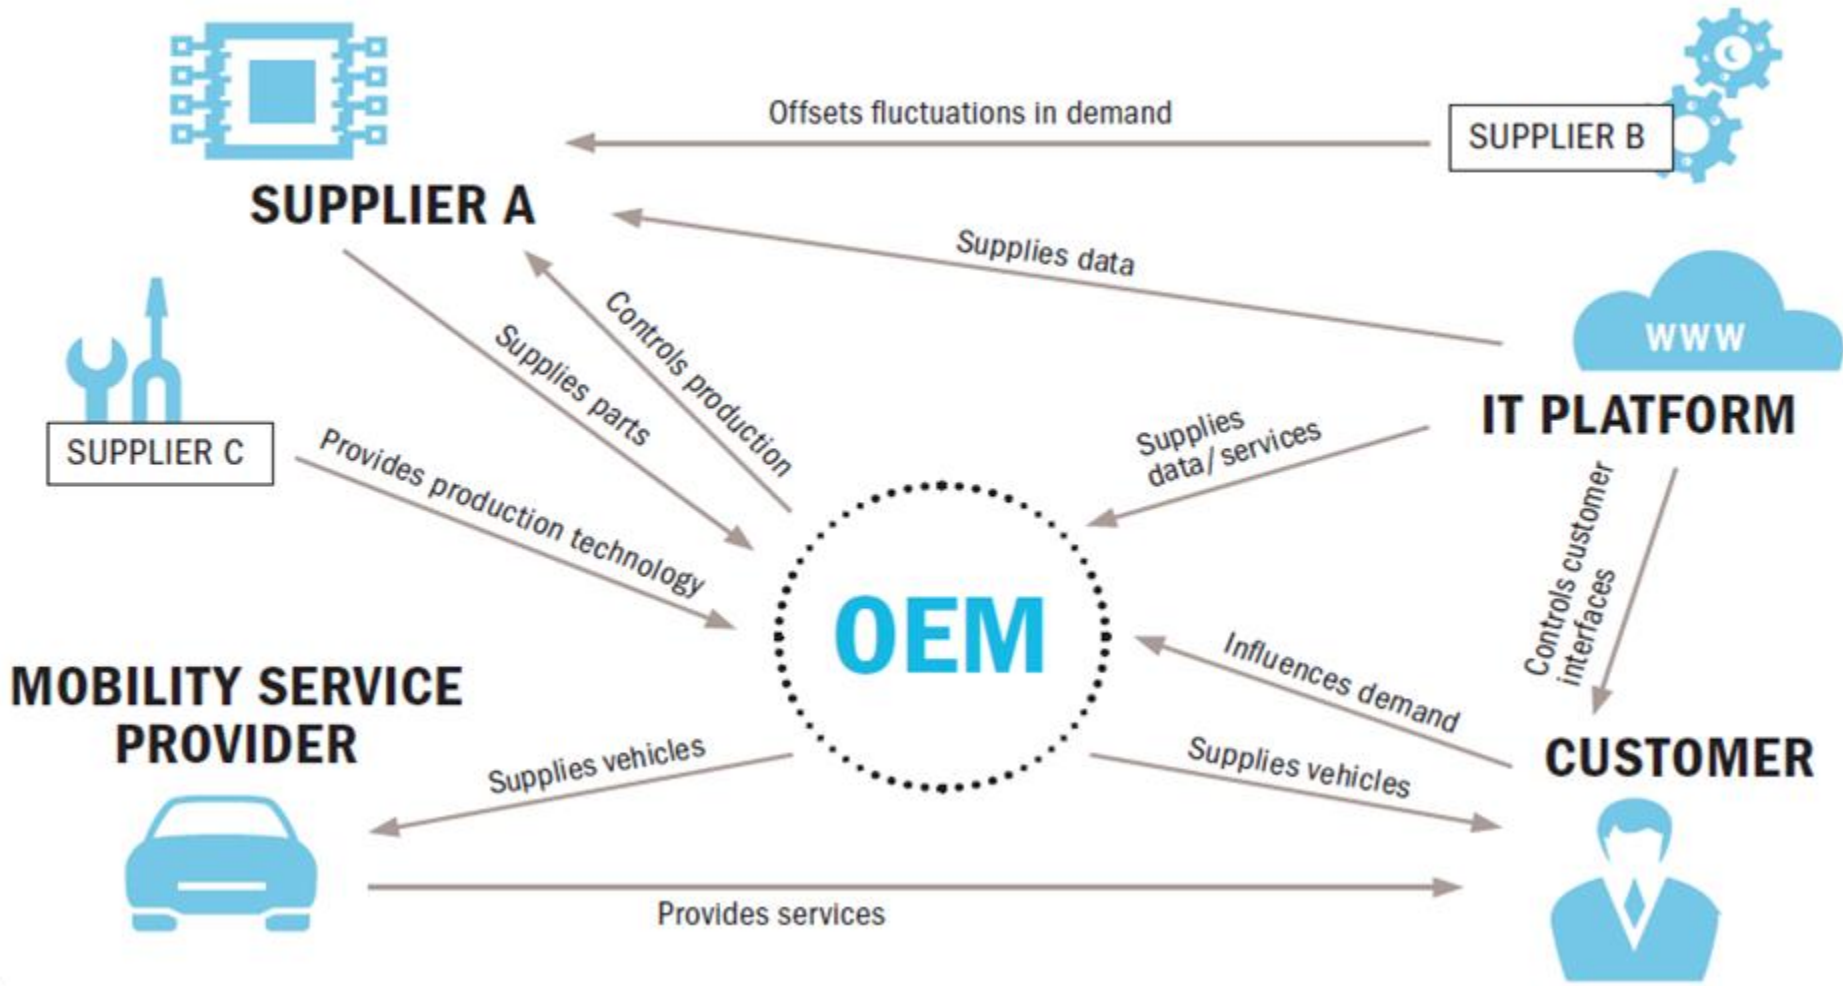 Offsets fluctuations in demand
SUPPLIER B
SUPPLIER A
Supplies data
WWW
IT PLATFORM
Controls production
Supplies parts
SUPPLIER C
Provides production technology
Supplies
data/services
Controls customer
interfaces
OEM
Influences demand
MOBILITY SERVICE
PROVIDER
Supplies vehicles
Supplies vehicles
CUSTOMER
Provides services